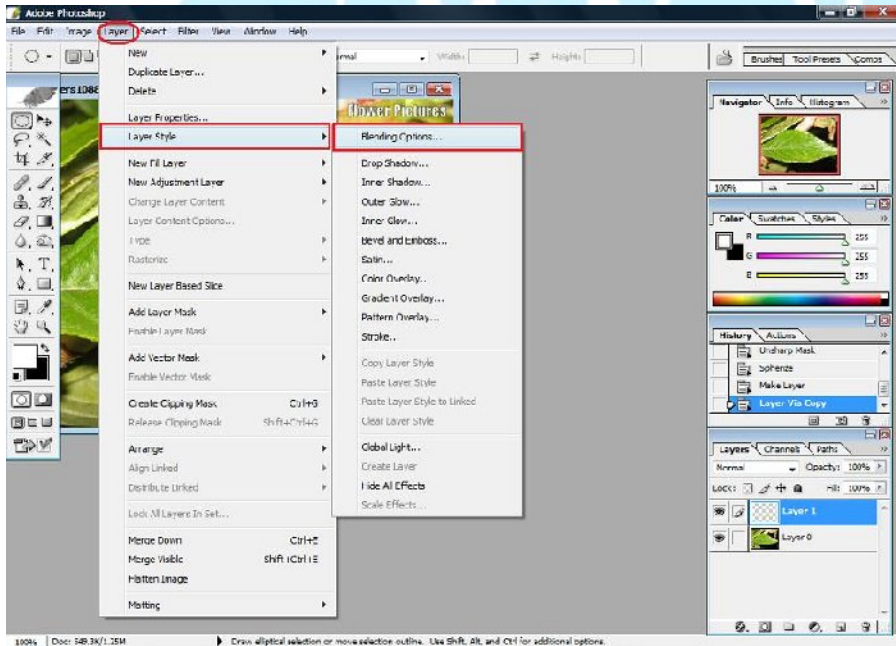 Adobe Photoshop
File Edit Image Layer Select Filter View Window Help
Width: Height:
Brushes Tool Presets Comps
New
Duplicate Layer...
Delete
Layer Properties...
Layer Style
New Fill Layer
New Adjustment Layer
Change Layer Content
Layer Content Options...
Type
Rasterize
New Layer Based Slice
Add Layer Mask
Enable Layer Mask
Add Vector Mask
Enable Vector Mask
Create Clipping Mask Ctrl+G
Release Clipping Mask Shift+Ctrl+G
Arrange
Align Linked
Distribute Linked
Lock All Layers In Set...
Merge Down Ctrl+E
Merge Visible Shift+Ctrl+E
Flatten Image
Matting
Flower Pictures
Blending Options...
Drop Shadow...
Inner Shadow...
Outer Glow...
Inner Glow...
Bevel and Emboss...
Satin...
Color Overlay...
Gradient Overlay...
Pattern Overlay...
Stroke...
Copy Layer Style
Paste Layer Style
Paste Layer Style to Linked
Clear Layer Style
Global Light...
Create Layer
Hide All Effects
Scale Effects...
Navigator Info Histogram
100%
Color Swatches Styles
R 255
G 255
B 255
History Actions
Unsharp Mask
Spherize
Make Layer
Layer Via Copy
Layers Channels Paths
Normal Opacity: 100%
Lock: Fill: 100%
Layer 1
Layer 0
100% Doc: 549.3K/1.25M Draw elliptical selection or move selection outline. Use Shift, Alt, and Ctrl for additional options.